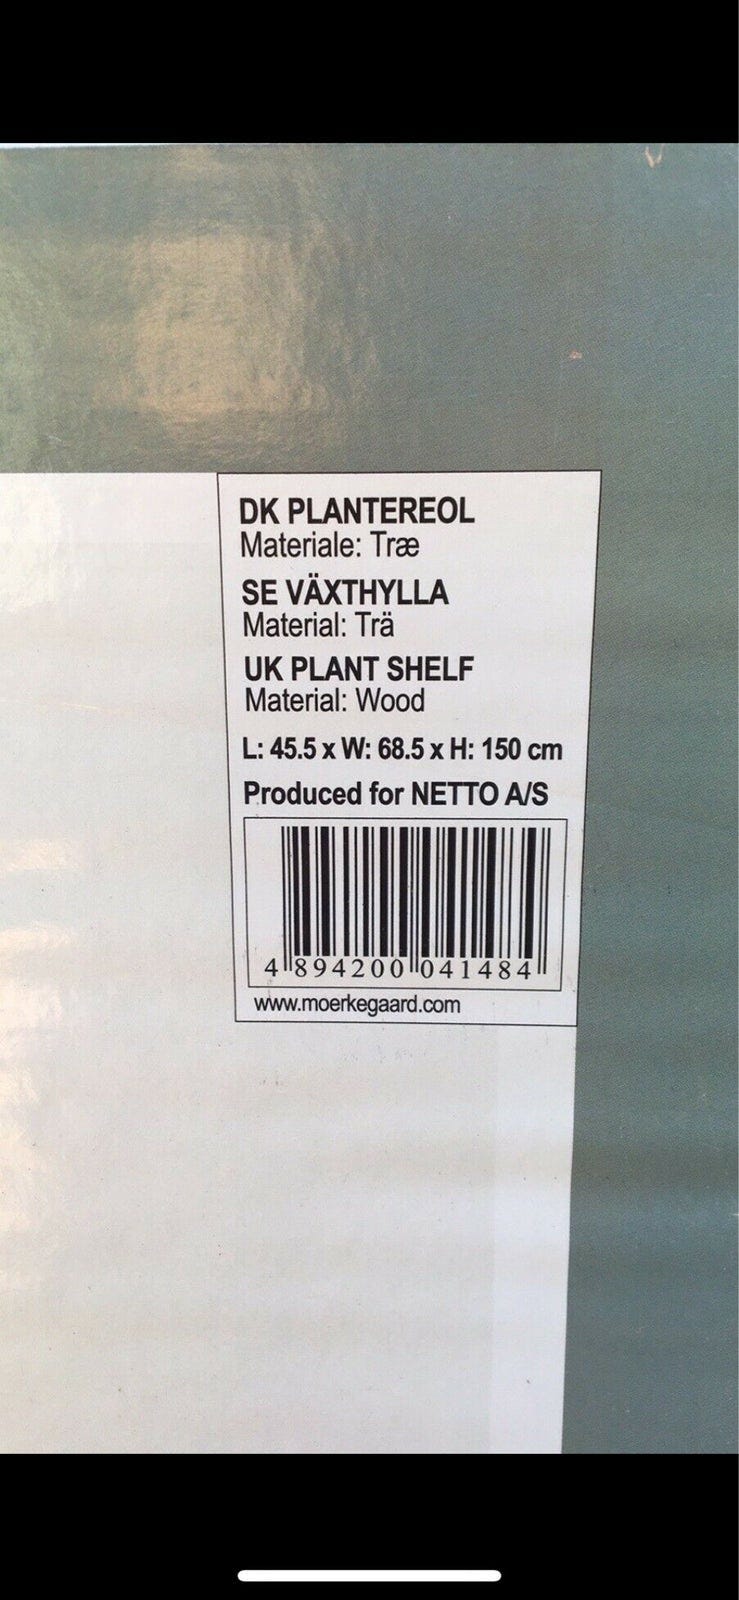 DK PLANTEREOL
Materiale: Træ
SE VÄXTHYLLA
Material: Trä
UK PLANT SHELF
Material: Wood
L: 45.5 x W: 68.5 x H: 150 cm
Produced for NETTO A/S
4 894200 041484
www.moerkegaard.com